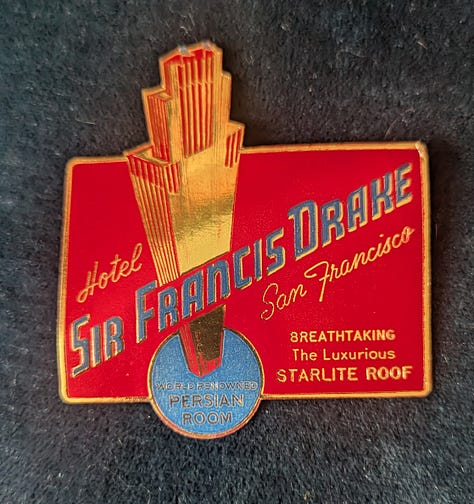 Hotel
SIR FRANCIS DRAKE
San Francisco
BREATHTAKING
The Luxurious
STARLITE ROOF
WORLD RENOWNED
PERSIAN
ROOM